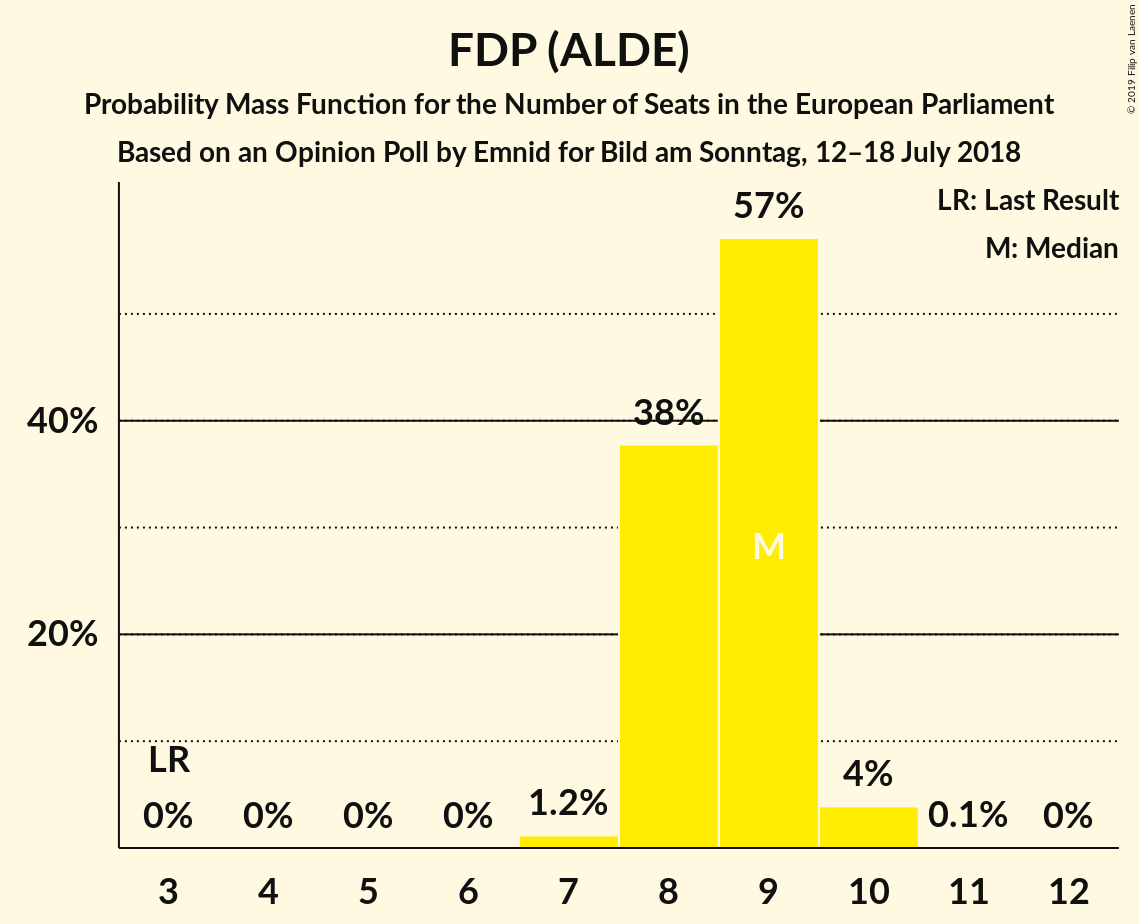 FDP (ALDE)
Probability Mass Function for the Number of Seats in the European Parliament
Based on an Opinion Poll by Emnid for Bild am Sonntag, 12–18 July 2018
© 2019 Filip van Laenen
LR: Last Result
M: Median
57%
40%
38%
M
20%
LR
0%
0%
0%
0%
1.2%
4%
0.1%
0%
3
4
5
6
7
8
9
10
11
12